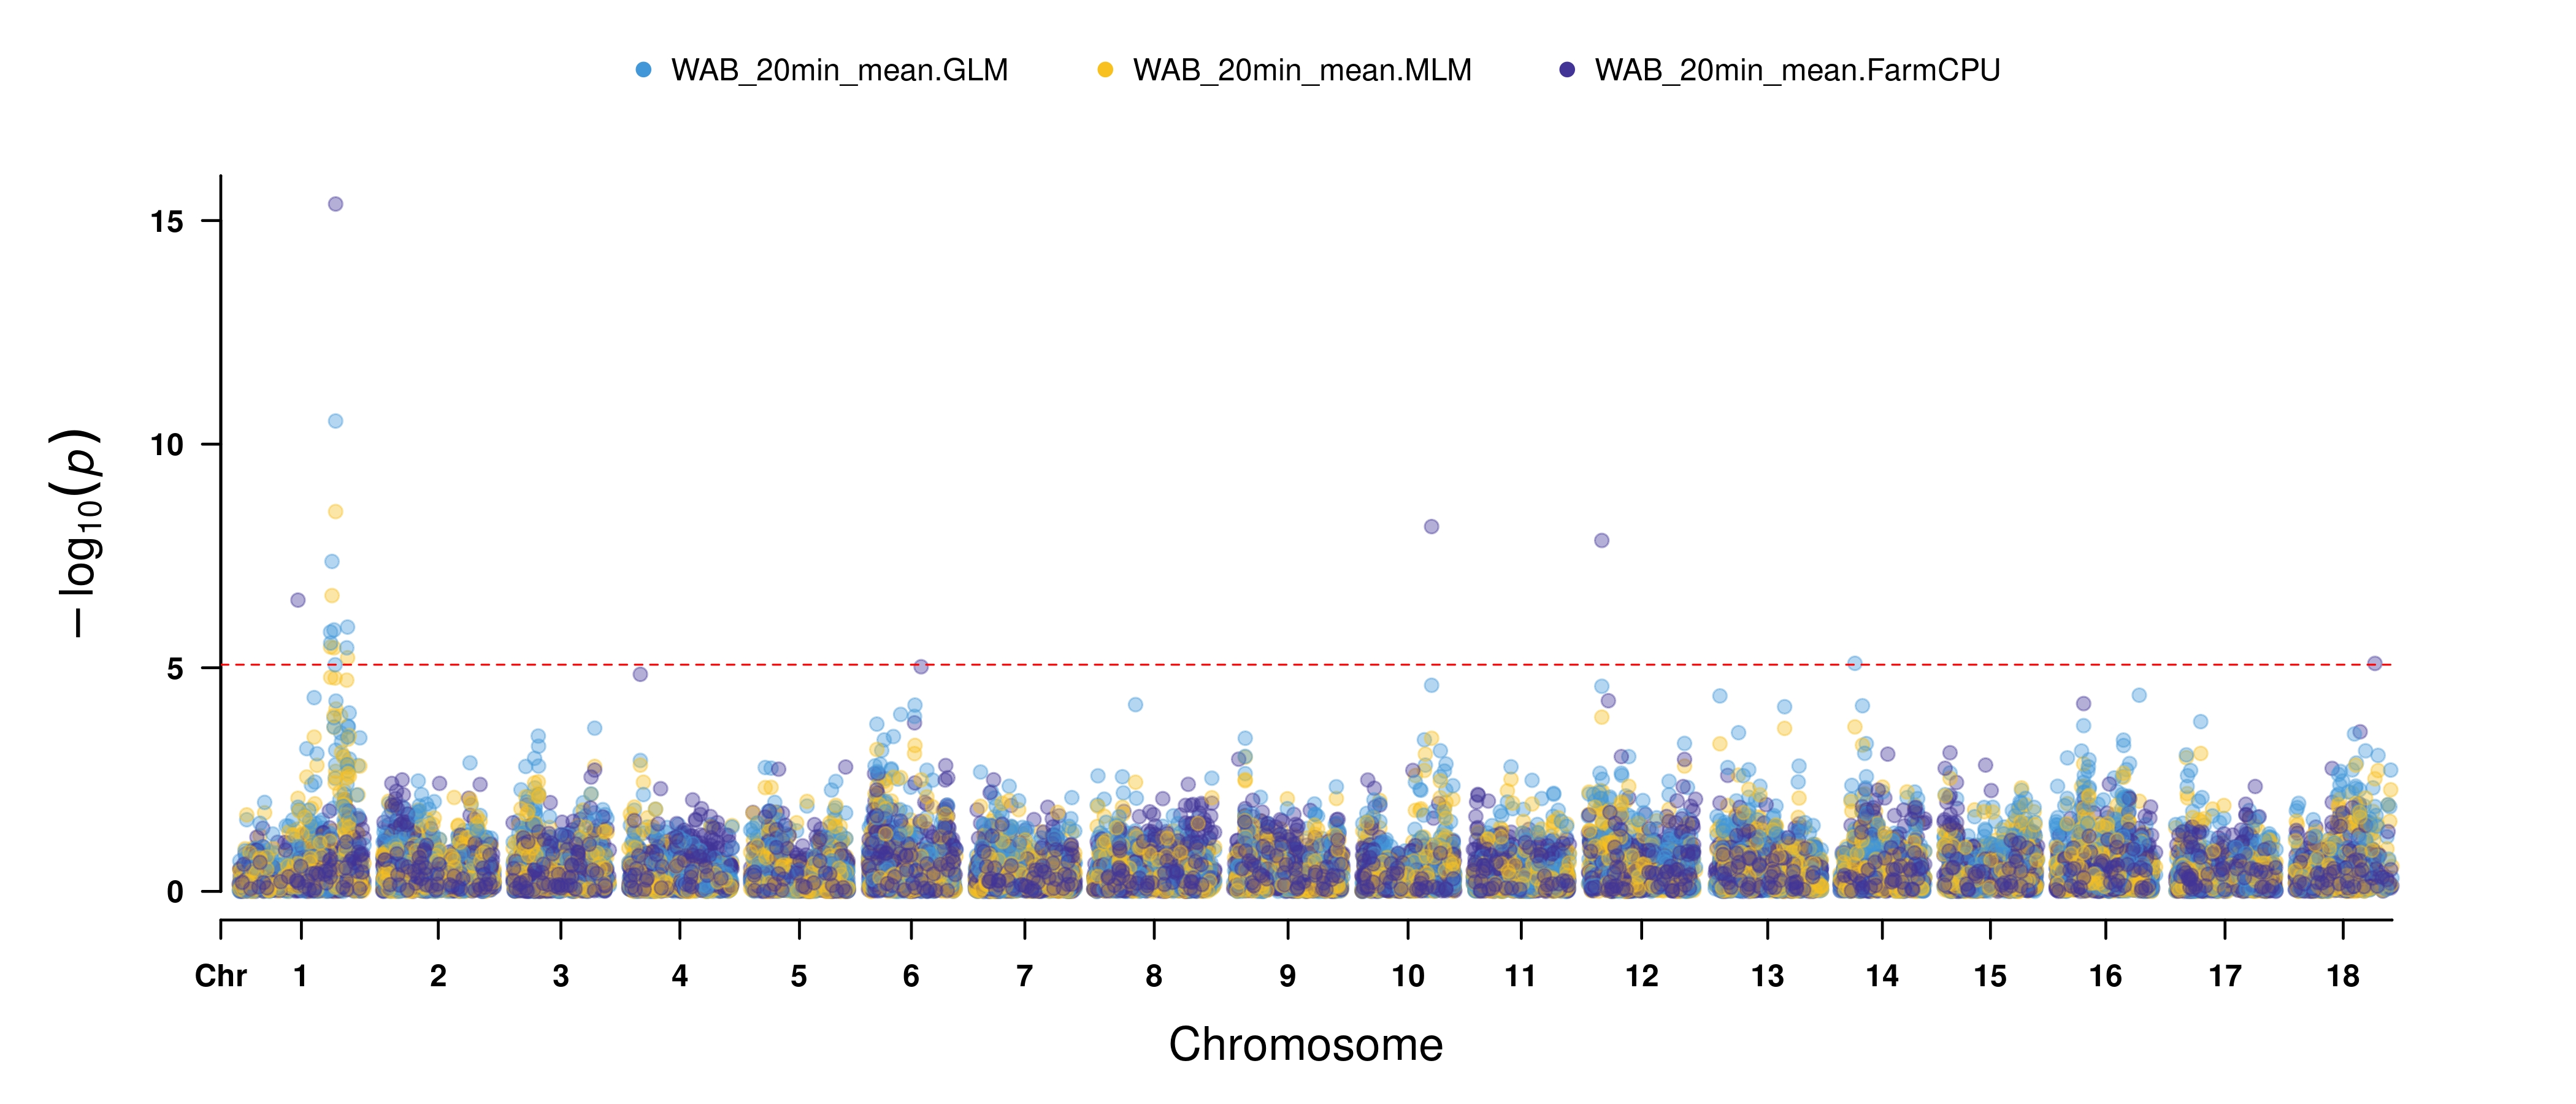 WAB_20min_mean.GLM WAB_20min_mean.MLM WAB_20min_mean.FarmCPU
15
10
5
0
−log10(p)
Chr 1 2 3 4 5 6 7 8 9 10 11 12 13 14 15 16 17 18
Chromosome